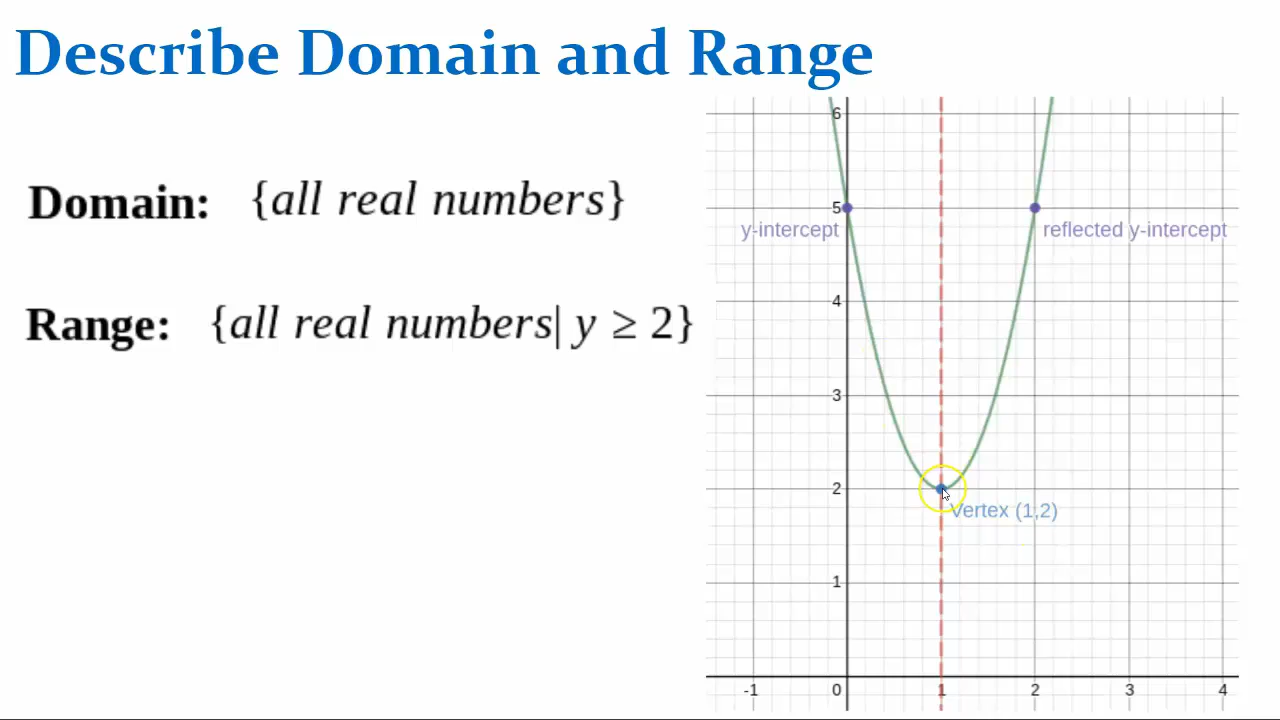 Describe Domain and Range
Domain: {all real numbers}
Range: {all real numbers| y ≥ 2}
6
5
y-intercept
reflected y-intercept
4
3
2
Vertex (1,2)
1
-1 0 1 2 3 4